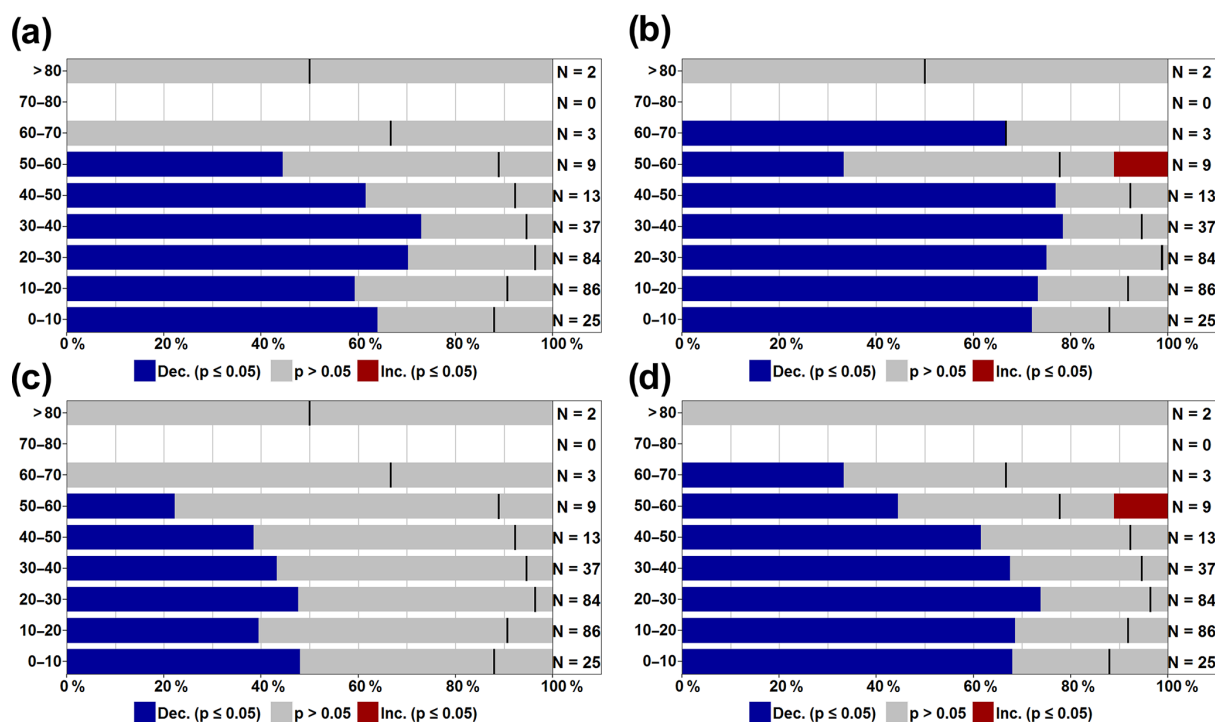 (a)
>80 N = 2
70–80 N = 0
60–70 N = 3
50–60 N = 9
40–50 N = 13
30–40 N = 37
20–30 N = 84
10–20 N = 86
0–10 N = 25
0 % 20 % 40 % 60 % 80 % 100 %
Dec. (p ≤ 0.05) p > 0.05 Inc. (p ≤ 0.05)
(b)
>80 N = 2
70–80 N = 0
60–70 N = 3
50–60 N = 9
40–50 N = 13
30–40 N = 37
20–30 N = 84
10–20 N = 86
0–10 N = 25
0 % 20 % 40 % 60 % 80 % 100 %
Dec. (p ≤ 0.05) p > 0.05 Inc. (p ≤ 0.05)
(c)
>80 N = 2
70–80 N = 0
60–70 N = 3
50–60 N = 9
40–50 N = 13
30–40 N = 37
20–30 N = 84
10–20 N = 86
0–10 N = 25
0 % 20 % 40 % 60 % 80 % 100 %
Dec. (p ≤ 0.05) p > 0.05 Inc. (p ≤ 0.05)
(d)
>80 N = 2
70–80 N = 0
60–70 N = 3
50–60 N = 9
40–50 N = 13
30–40 N = 37
20–30 N = 84
10–20 N = 86
0–10 N = 25
0 % 20 % 40 % 60 % 80 % 100 %
Dec. (p ≤ 0.05) p > 0.05 Inc. (p ≤ 0.05)